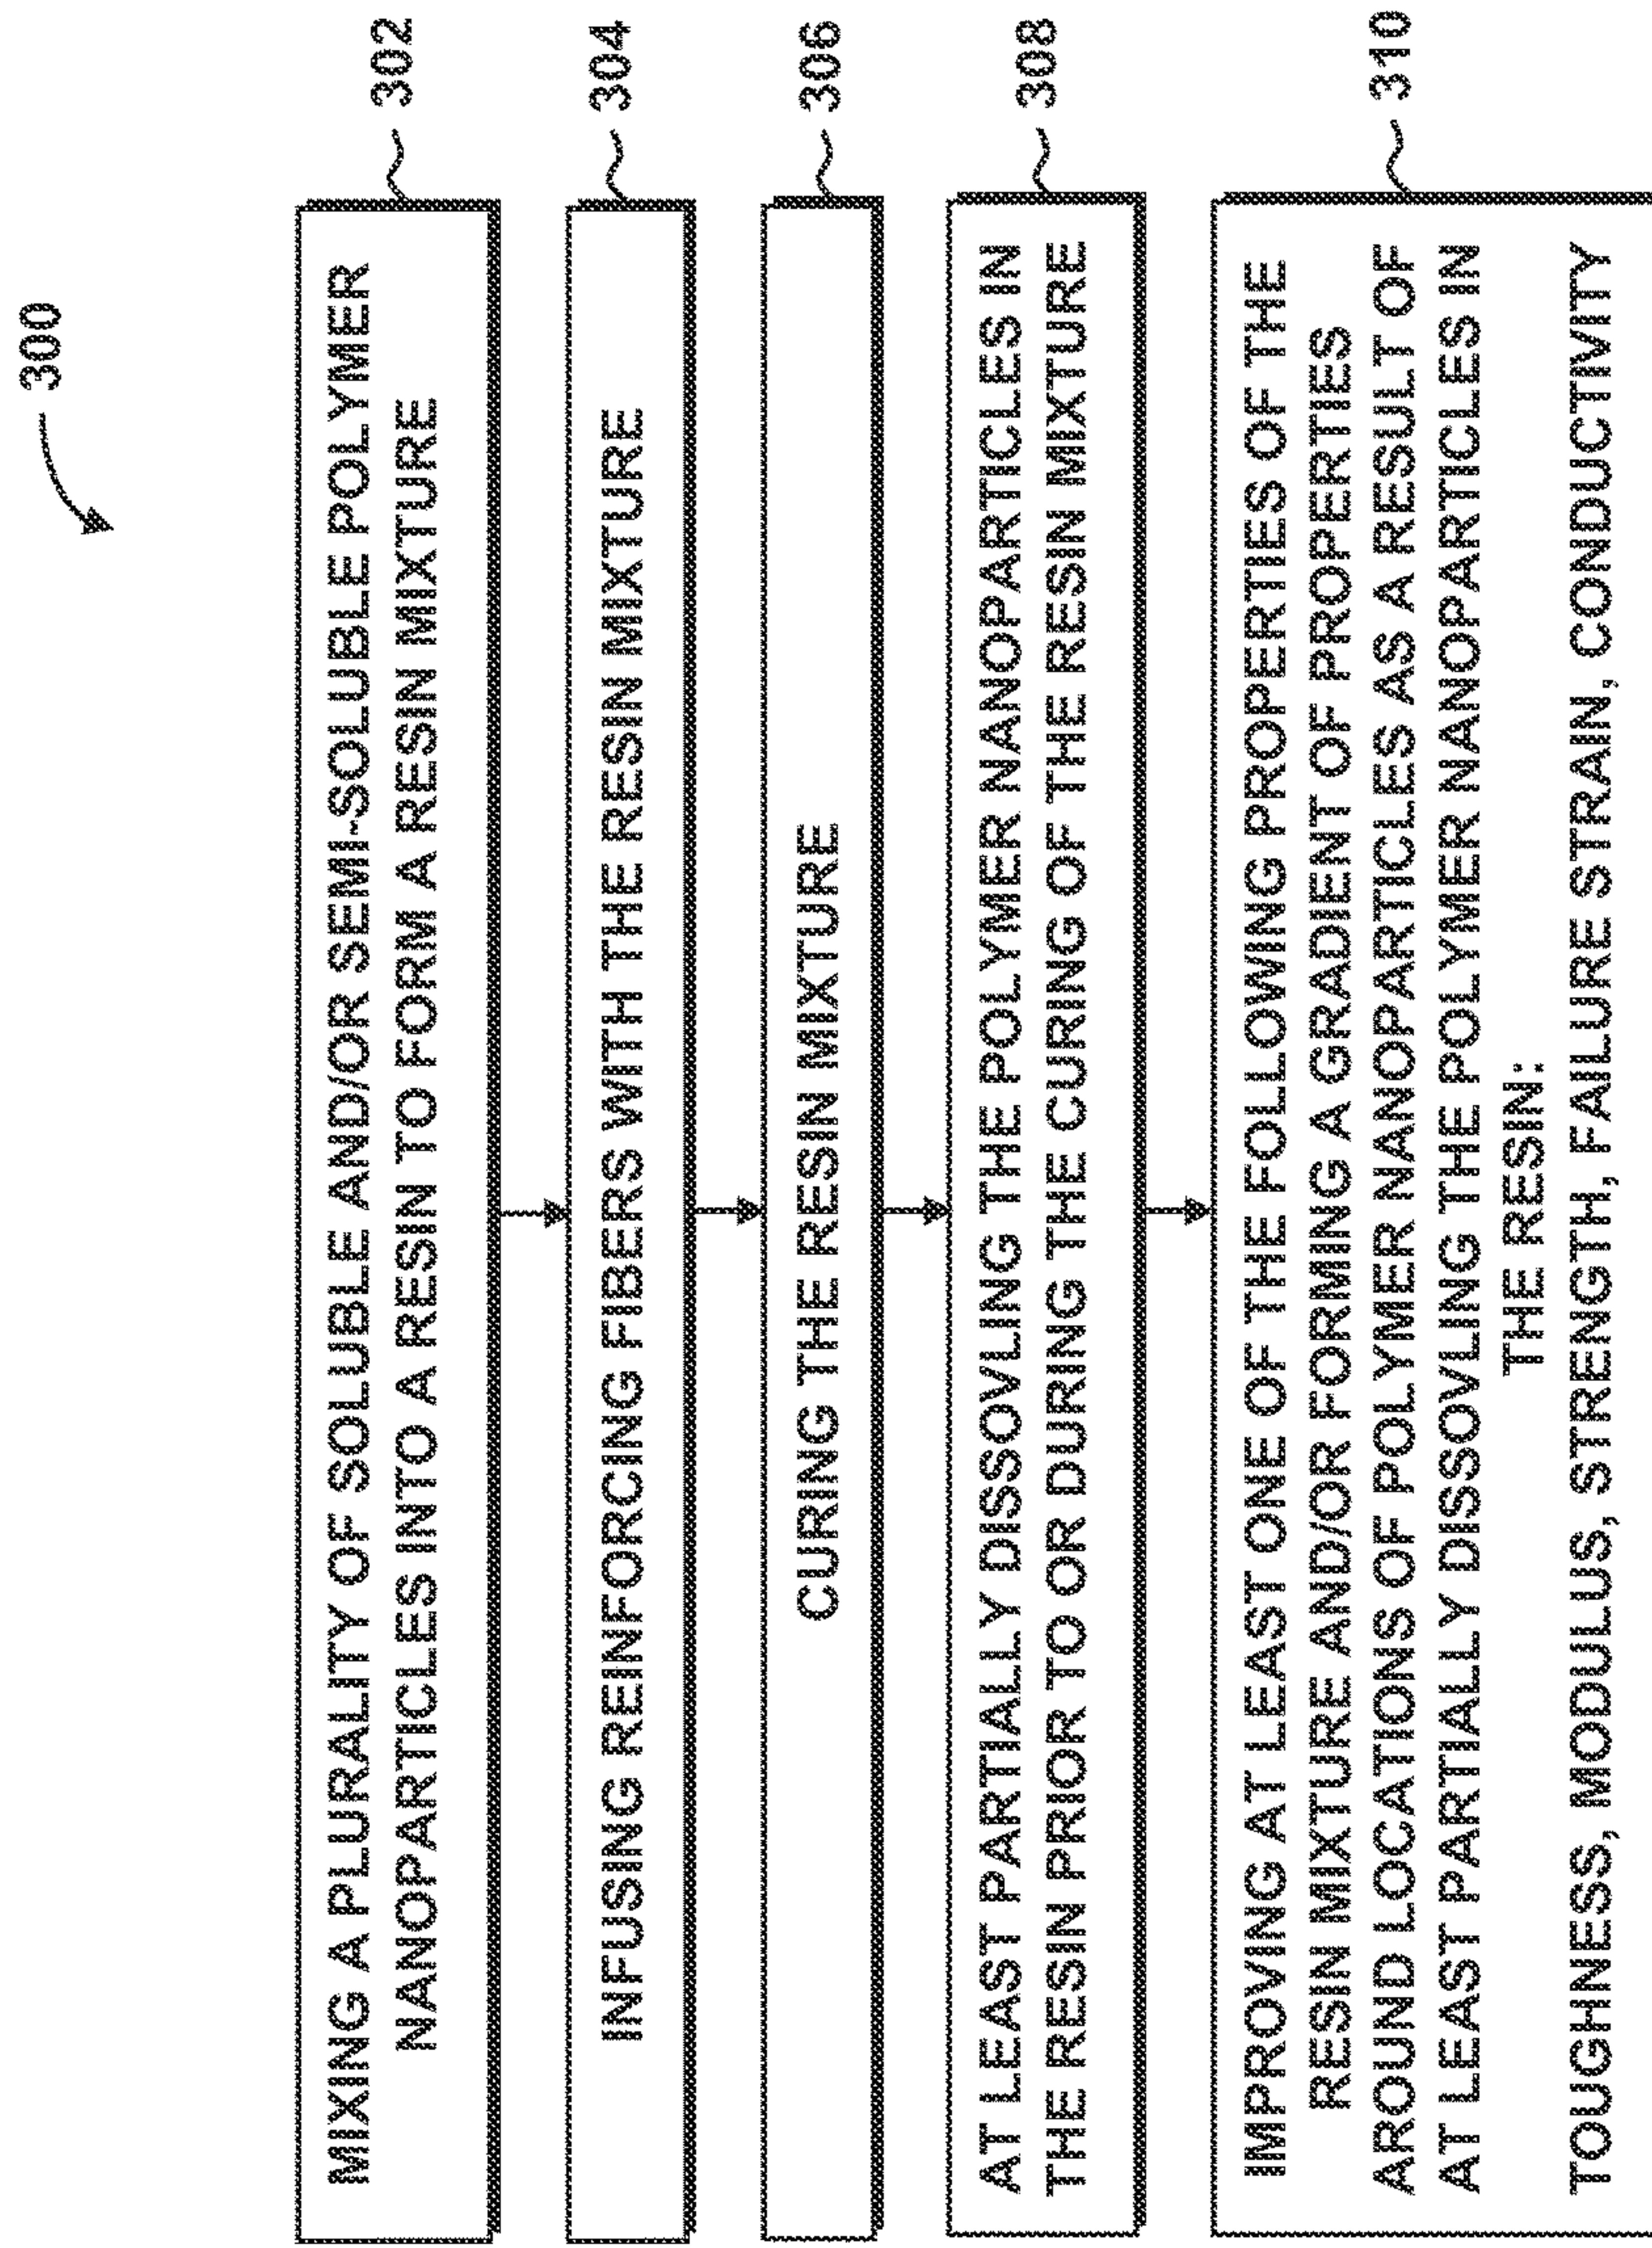 300
MIXING A PLURALITY OF SOLUBLE AND/OR SEMI-SOLUBLE POLYMER
NANOPARTICLES INTO A RESIN TO FORM A RESIN MIXTURE
302
INFUSING REINFORCING FIBERS WITH THE RESIN MIXTURE
304
CURING THE RESIN MIXTURE
306
AT LEAST PARTIALLY DISSOVLING THE POLYMER NANOPARTICLES IN
THE RESIN PRIOR TO OR DURING THE CURING OF THE RESIN MIXTURE
308
IMPROVING AT LEAST ONE OF THE FOLLOWING PROPERTIES OF THE
RESIN MIXTURE AND/OR FORMING A GRADIENT OF PROPERTIES
AROUND LOCATIONS OF POLYMER NANOPARTICLES AS A RESULT OF
AT LEAST PARTIALLY DISSOVLING THE POLYMER NANOPARTICLES IN
THE RESIN:
TOUGHNESS, MODULUS, STRENGTH, FAILURE STRAIN, CONDUCTIVITY
310